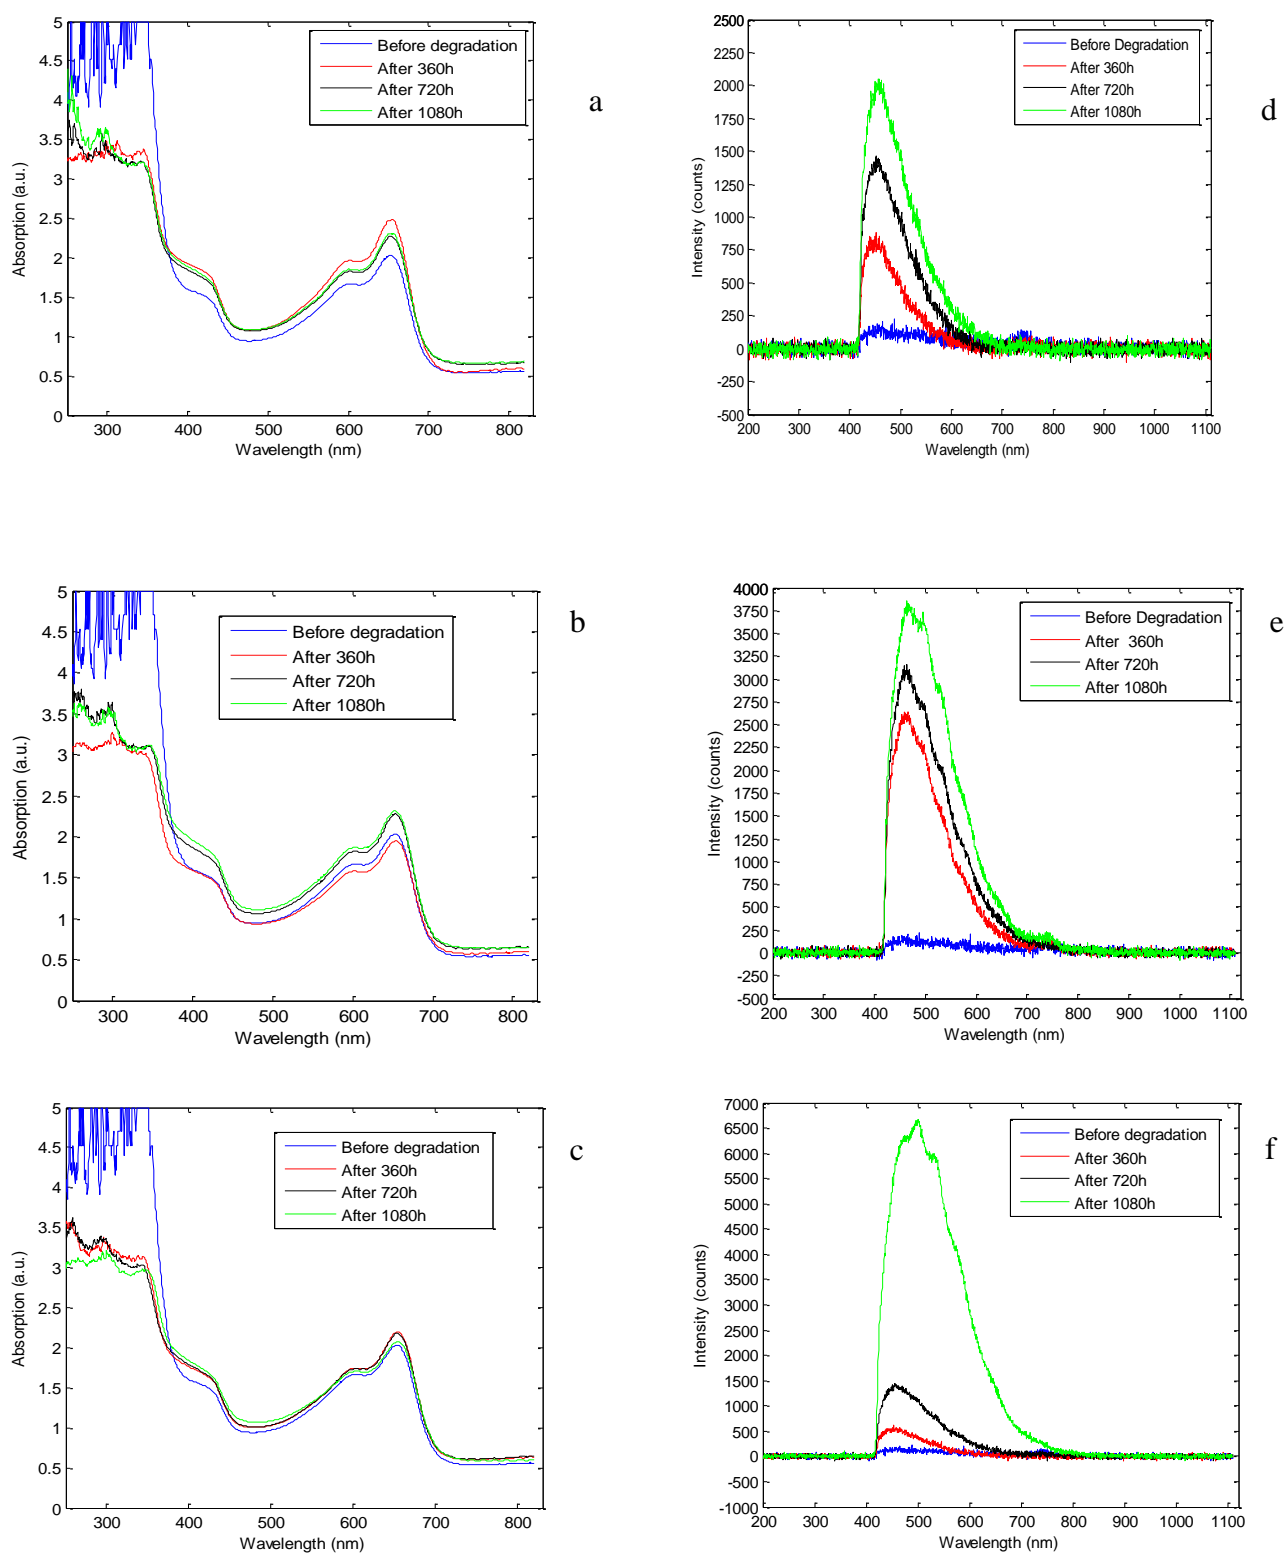 5
4.5
4
3.5
3
2.5
2
1.5
1
0.5
0
Absorption (a.u.)
300 400 500 600 700 800
Wavelength (nm)
Before degradation
After 360h
After 720h
After 1080h
a
2500
2250
2000
1750
1500
1250
1000
750
500
250
0
-250
-500
Intensity (counts)
200 300 400 500 600 700 800 900 1000 1100
Wavelength (nm)
Before Degradation
After 360h
After 720h
After 1080h
d
5
4.5
4
3.5
3
2.5
2
1.5
1
0.5
0
Absorption (a.u.)
300 400 500 600 700 800
Wavelength (nm)
Before degradation
After 360h
After 720h
After 1080h
b
4000
3750
3500
3250
3000
2750
2500
2250
2000
1750
1500
1250
1000
750
500
250
0
-250
-500
Intensity (counts)
200 300 400 500 600 700 800 900 1000 1100
Wavelength (nm)
Before Degradation
After 360h
After 720h
After 1080h
e
5
4.5
4
3.5
3
2.5
2
1.5
1
0.5
0
Absorption (a.u.)
300 400 500 600 700 800
Wavelength (nm)
Before degradation
After 360h
After 720h
After 1080h
c
7000
6500
6000
5500
5000
4500
4000
3500
3000
2500
2000
1500
1000
500
0
-500
-1000
Intensity (counts)
200 300 400 500 600 700 800 900 1000 1100
Wavelength (nm)
Before degradation
After 360h
After 720h
After 1080h
f